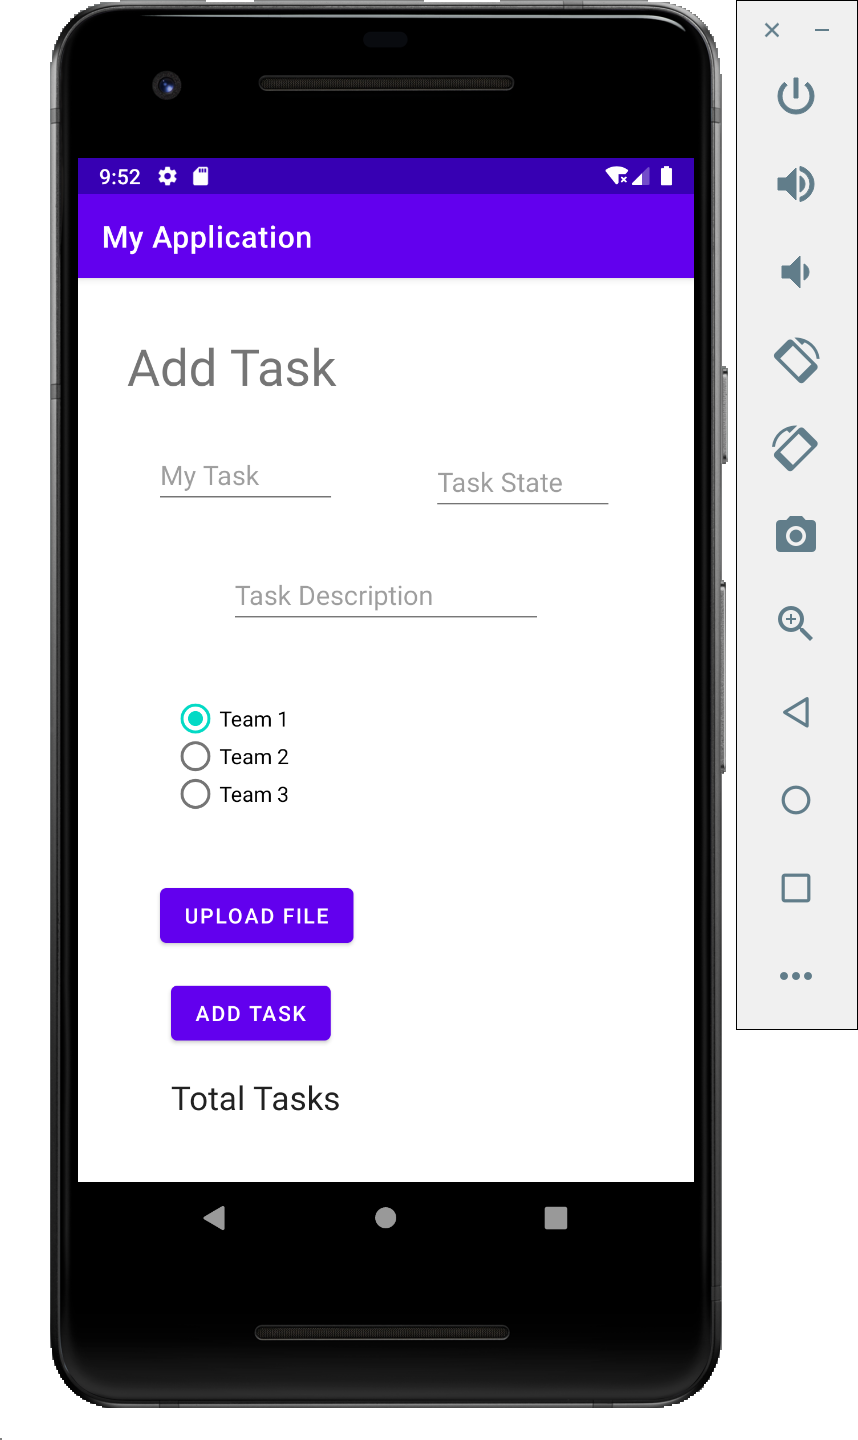 9:52
My Application
Add Task
My Task
Task State
Task Description
Team 1
Team 2
Team 3
UPLOAD FILE
ADD TASK
Total Tasks